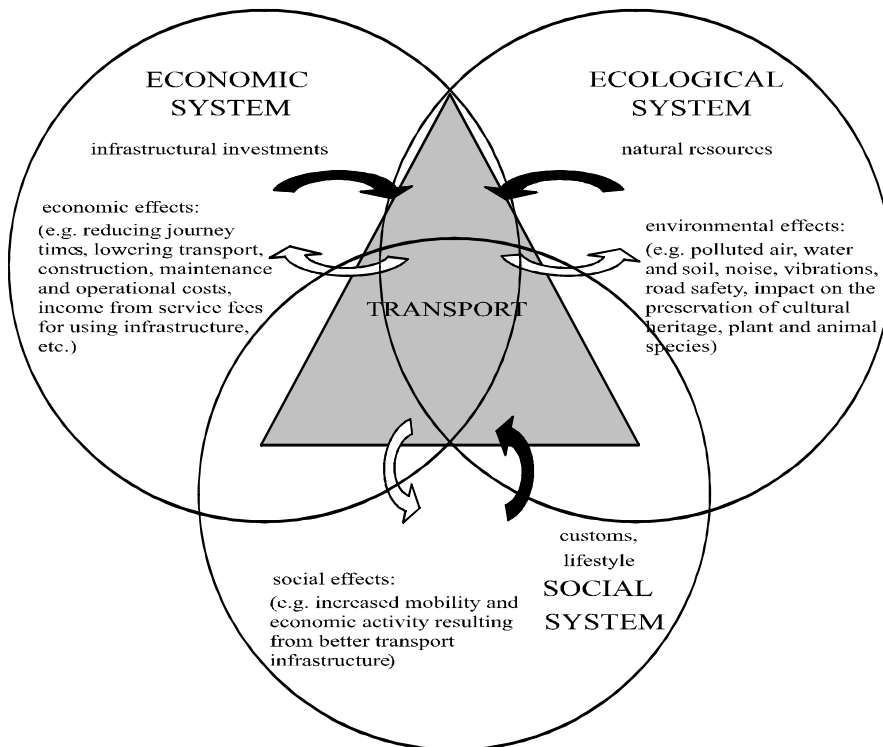 ECONOMIC
SYSTEM
infrastructural investments
economic effects:
(e.g. reducing journey
times, lowering transport,
construction, maintenance
and operational costs,
income from service fees
for using infrastructure,
etc.)
ECOLOGICAL
SYSTEM
natural resources
environmental effects:
(e.g. polluted air, water
and soil, noise, vibrations,
road safety, impact on the
preservation of cultural
heritage, plant and animal
species)
TRANSPORT
customs,
lifestyle
SOCIAL
SYSTEM
social effects:
(e.g. increased mobility and
economic activity resulting
from better transport
infrastructure)